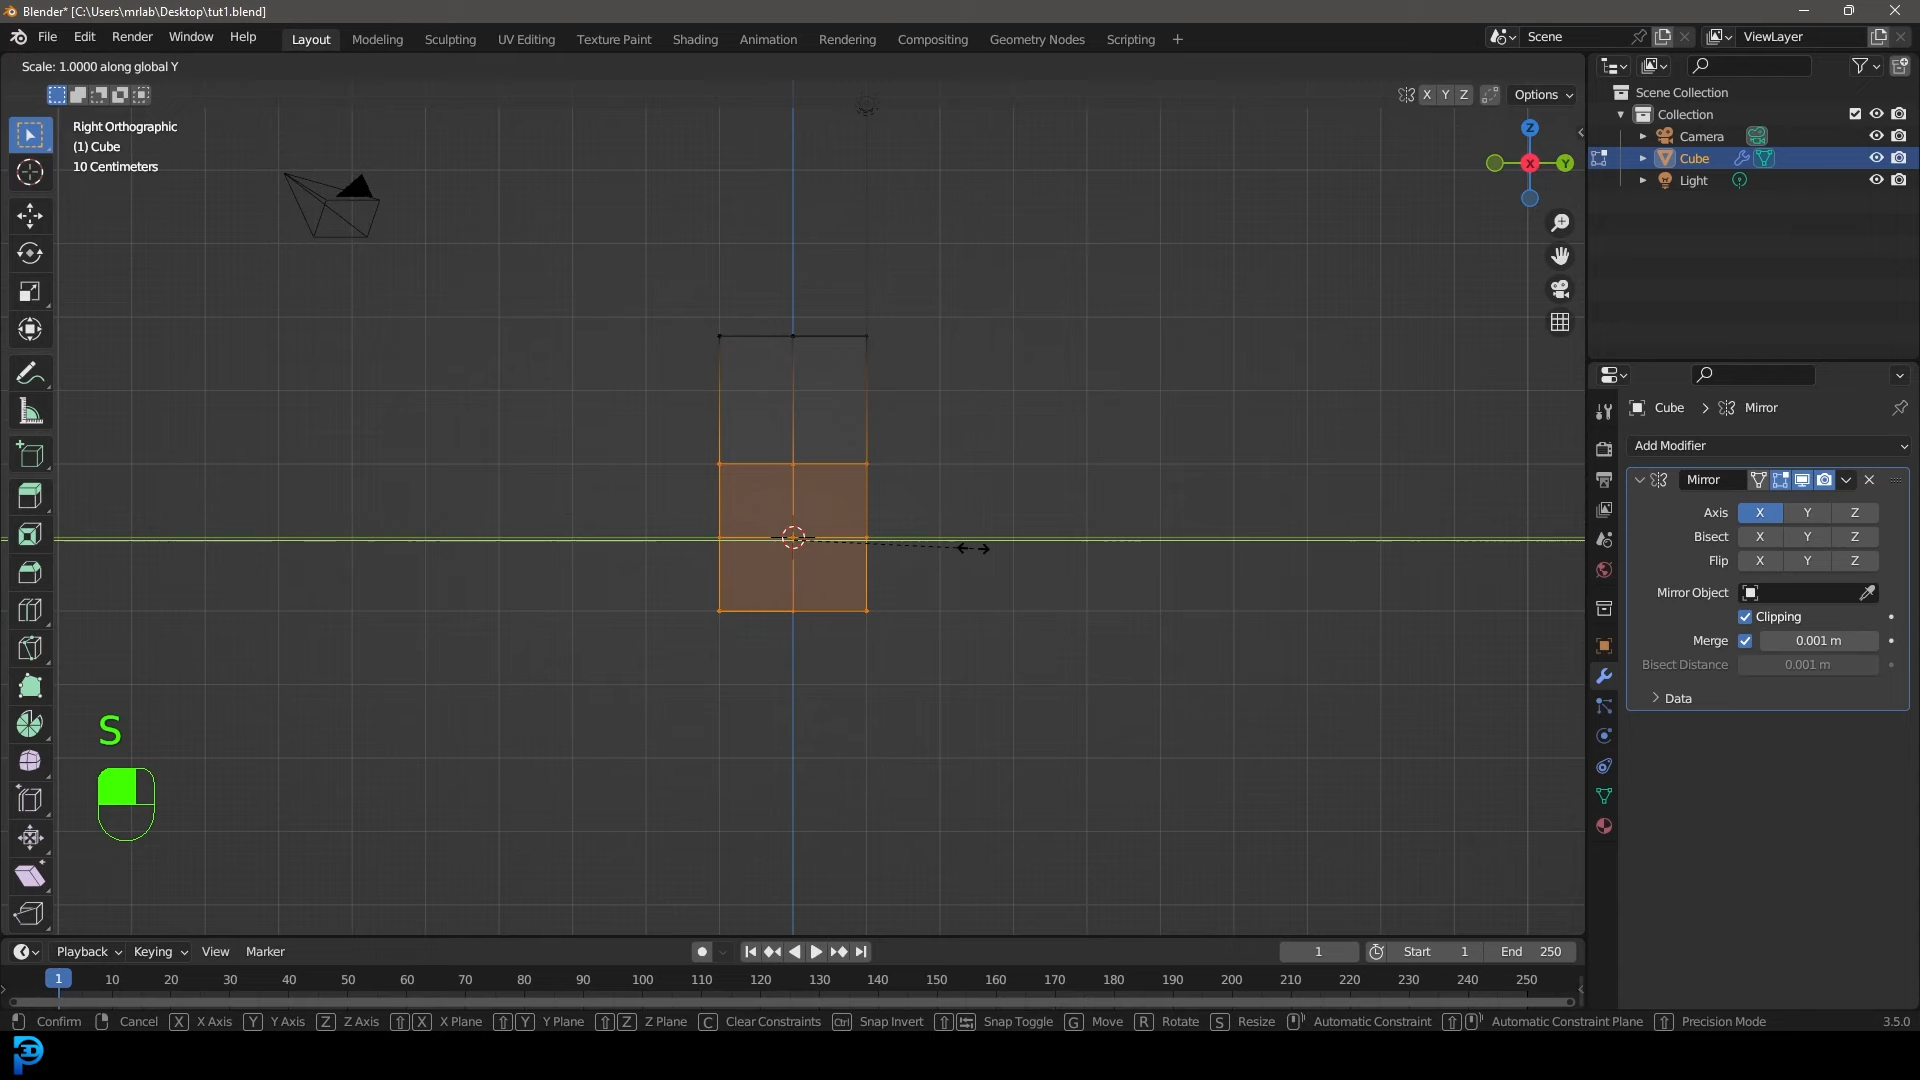 Blender* [C:\Users\mrlab\Desktop\tut1.blend]
File Edit Render Window Help Layout Modeling Sculpting UV Editing Texture Paint Shading Animation Rendering Compositing Geometry Nodes Scripting + Scene ViewLayer
Scale: 1.0000 along global Y
X Y Z Options
Right Orthographic
(1) Cube
10 Centimeters
Z
X Y
Scene Collection
Collection
Camera
Cube
Light
Cube > Mirror
Add Modifier
Mirror
Axis X Y Z
Bisect X Y Z
Flip X Y Z
Mirror Object
Clipping
Merge 0.001 m
Bisect Distance 0.001 m
Data
S
Playback Keying View Marker 1 Start 1 End 250
1 10 20 30 40 50 60 70 80 90 100 110 120 130 140 150 160 170 180 190 200 210 220 230 240 250
Confirm Cancel X X Axis Y Y Axis Z Z Axis X X Plane Y Y Plane Z Z Plane C Clear Constraints Ctrl Snap Invert Snap Toggle G Move R Rotate S Resize Automatic Constraint Automatic Constraint Plane Precision Mode 3.5.0
3D